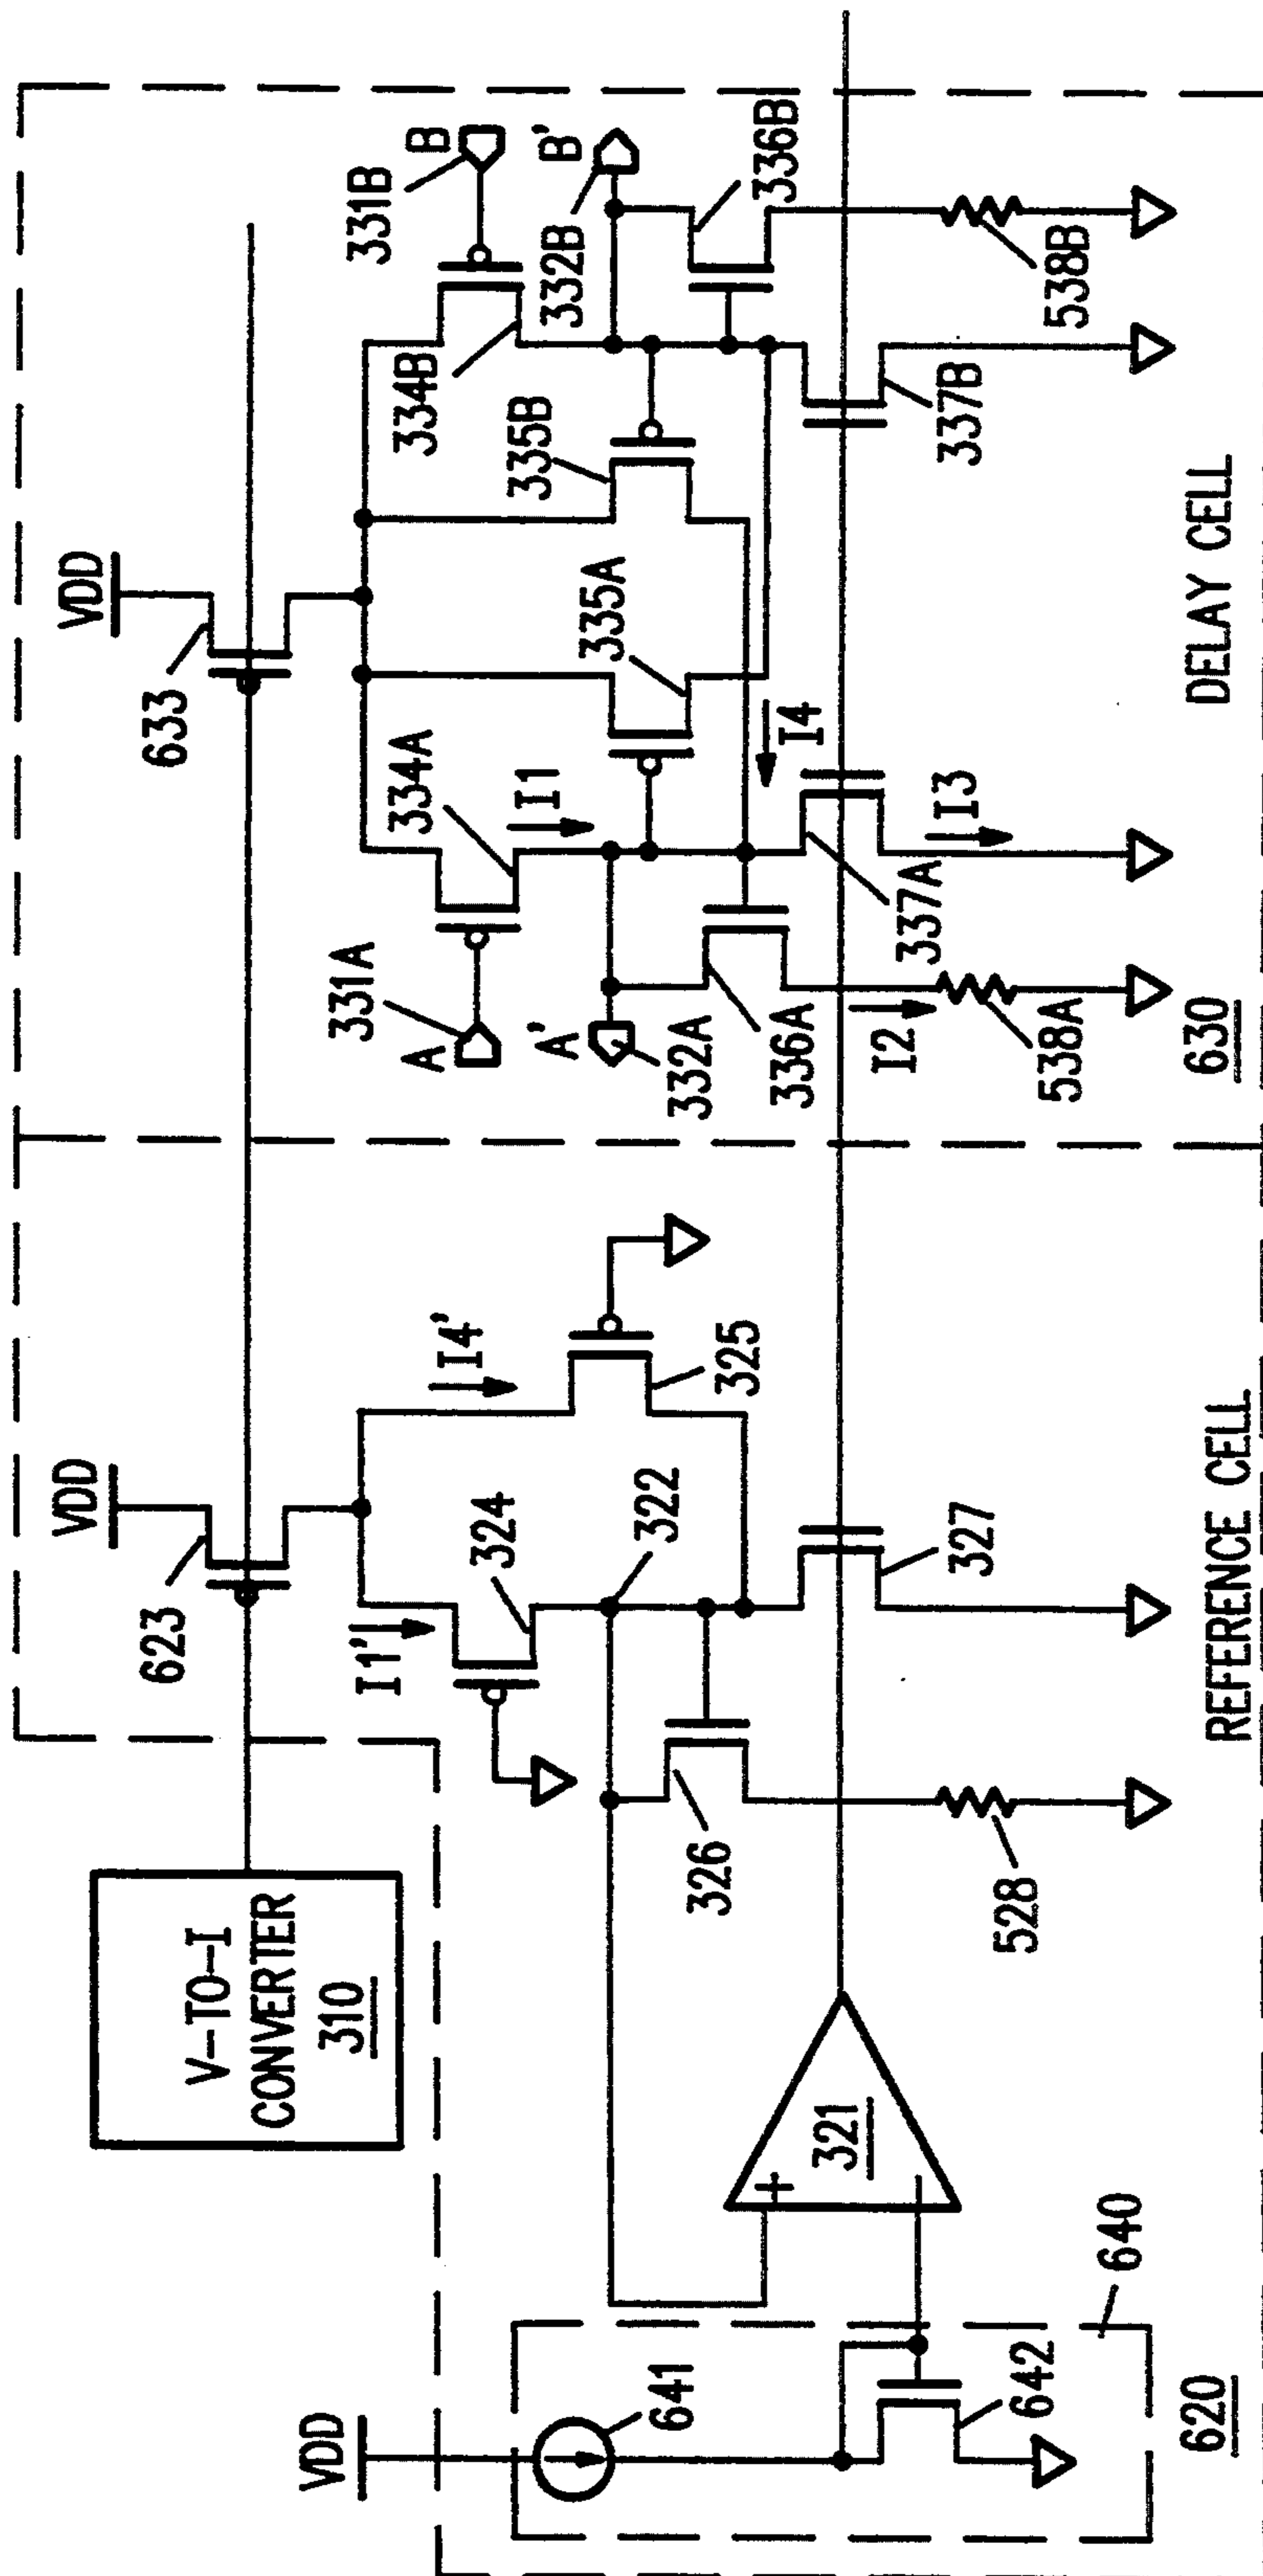 VDD
VDD
VDD
V-TO-I
CONVERTER
310
623
633
641
I1'
I4'
324
325
322
326
528
327
321
+
-
642
640
620
REFERENCE CELL
A
331A
A'
332A
334A
I1
335A
335B
334B
331B
B
B'
332B
336B
336A
337A
337B
I4
I3
I2
538A
538B
630
DELAY CELL